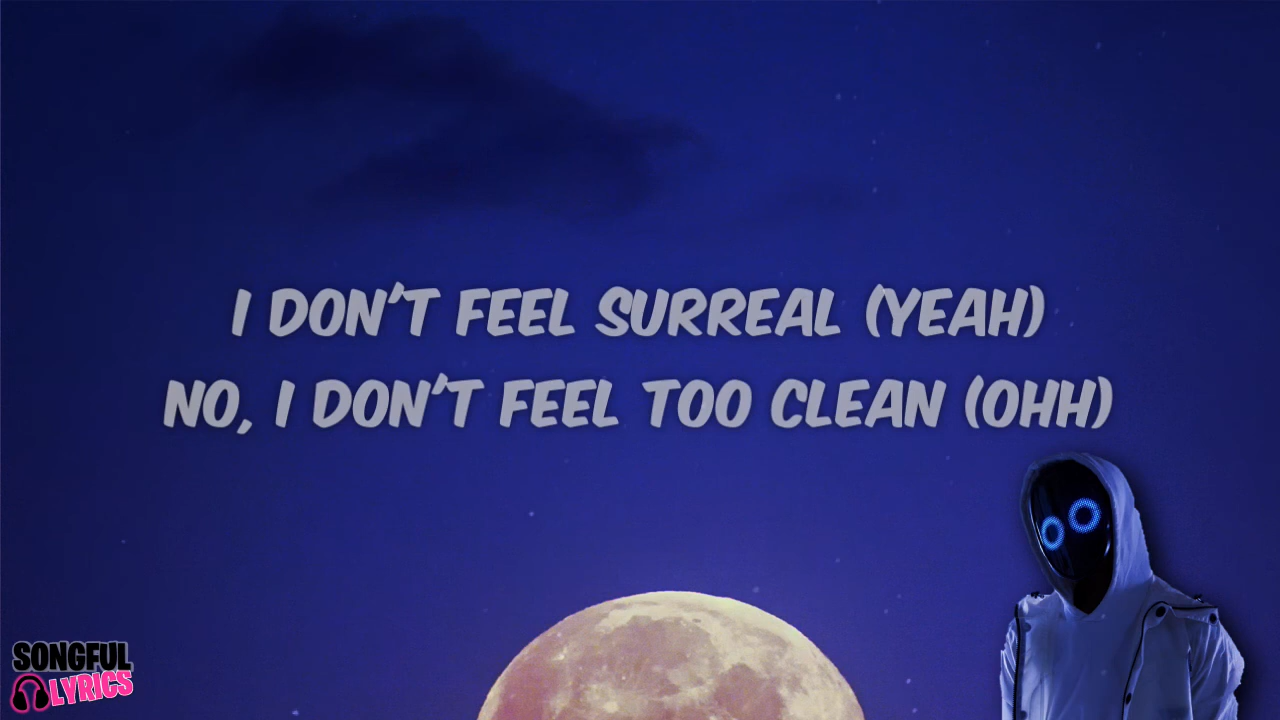 I DON'T FEEL SURREAL (YEAH)
NO, I DON'T FEEL TOO CLEAN (OHH)
SONGFUL
LYRICS